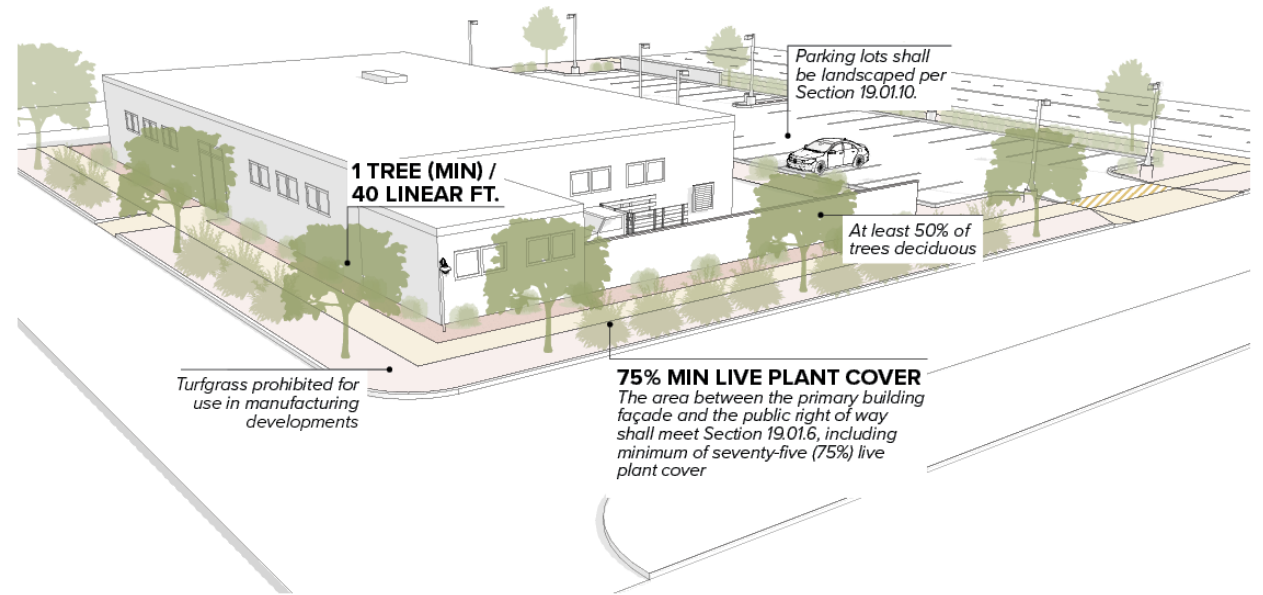 Parking lots shall
be landscaped per
Section 19.01.10.
1 TREE (MIN) /
40 LINEAR FT.
At least 50% of
trees deciduous
Turfgrass prohibited for
use in manufacturing
developments
75% MIN LIVE PLANT COVER
The area between the primary building
façade and the public right of way
shall meet Section 19.01.6, including
minimum of seventy-five (75%) live
plant cover